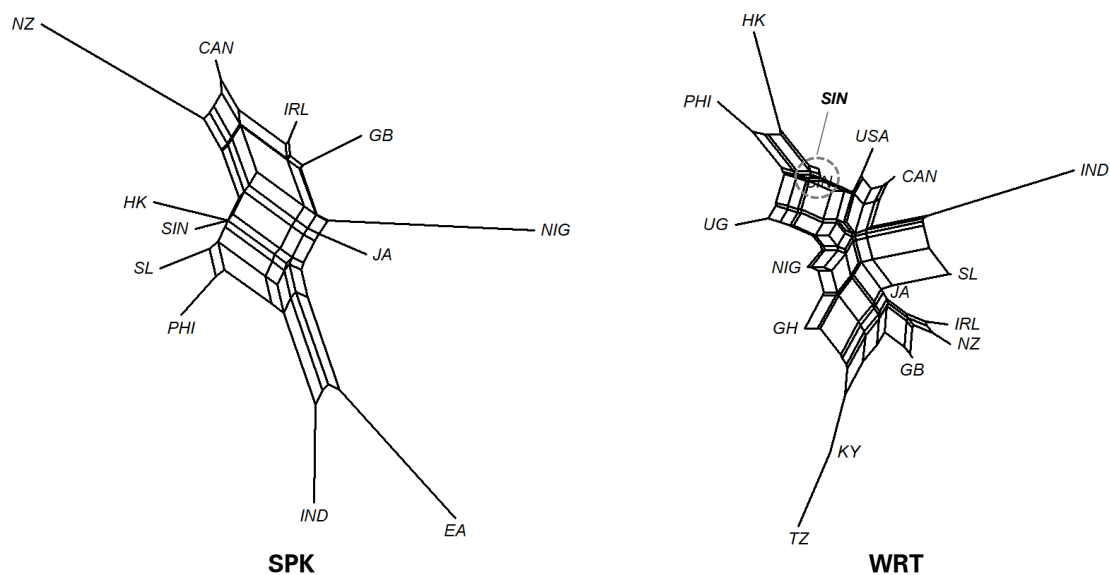 NZ
CAN
IRL
GB
HK
SIN
NIG
JA
SL
PHI
IND
EA
SPK
HK
PHI
SIN
USA
CAN
IND
SIN
UG
NIG
SL
JA
GH
IRL
NZ
GB
KY
TZ
WRT